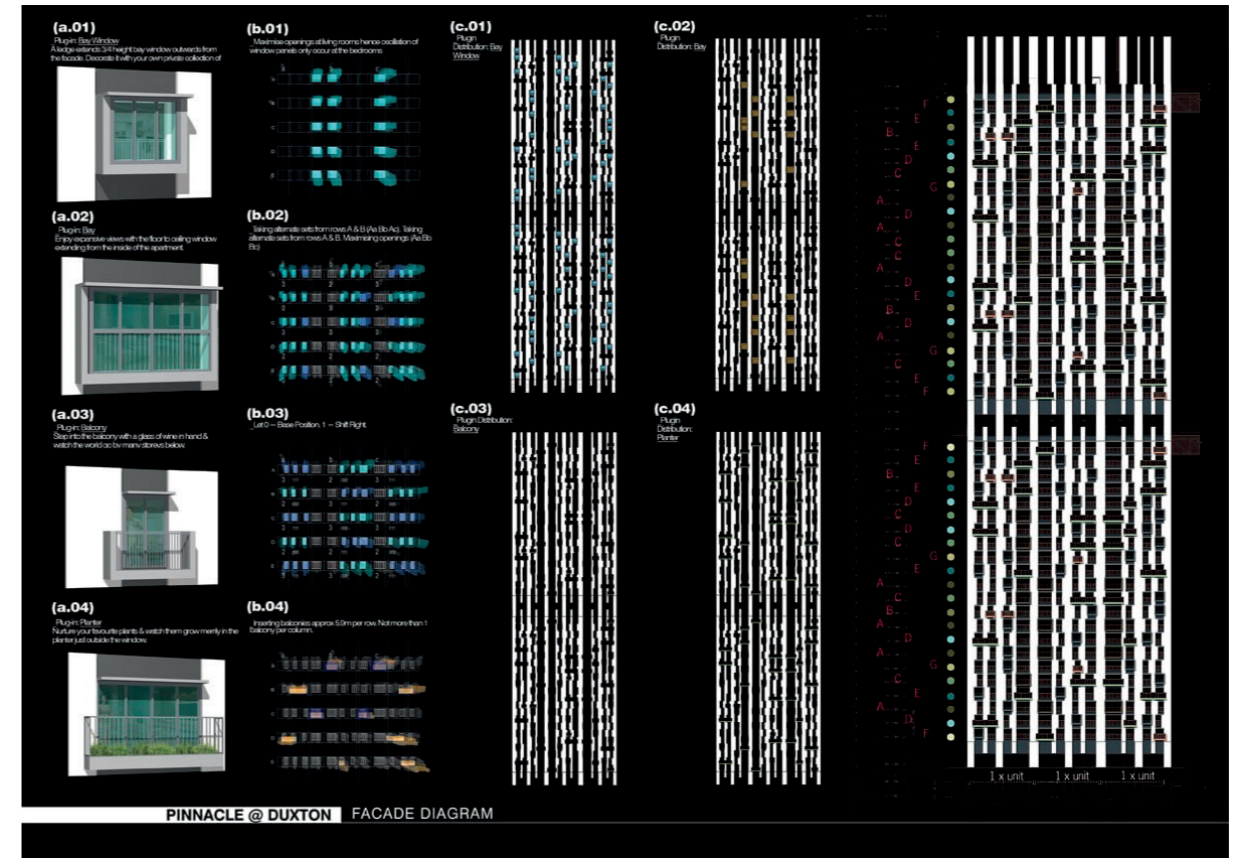 (a.01)
Plug-in: Bay Window
A ledge extends 3/4 height bay window outwards from
the facade. Decorate it with your own private collection of
(a.02)
Plug-in: Bay
Enjoy expansive views with the floor to ceiling window
extending from the inside of the apartment.
(a.03)
Plug-in: Balcony
Step into the balcony with a glass of wine in hand &
watch the world go by many storeys below.
(a.04)
Plug-in: Planter
Nurture your favourite plants & watch them grow merrily in the
planter just outside the window.
(b.01)
_Maximise openings at living rooms hence oscillation of
window panels only occur at the bedrooms
(b.02)
_Taking alternate sets from rows A & B (Aa Bb Ac). Taking
alternate sets from rows A & B. Maximising openings (Aa Bb
Bc)
(b.03)
_Let 0 – Base Position. 1 – Shift Right.
(b.04)
_Inserting balconies approx 5.9m per row. Not more than 1
balcony per column.
(c.01)
Plugin
Distribution: Bay
Window
(c.02)
Plugin
Distribution: Bay
(c.03)
Plugin Distribution:
Balcony
(c.04)
Plugin
Distribution:
Planter
F
E
B
E
D
C
G
A
D
A
C
C
A
D
E
B
D
A
G
C
E
F
F
E
B
E
D
C
D
C
G
E
A
C
B
D
A
G
C
E
A
D
F
1 x unit
1 x unit
1 x unit
PINNACLE @ DUXTON FACADE DIAGRAM